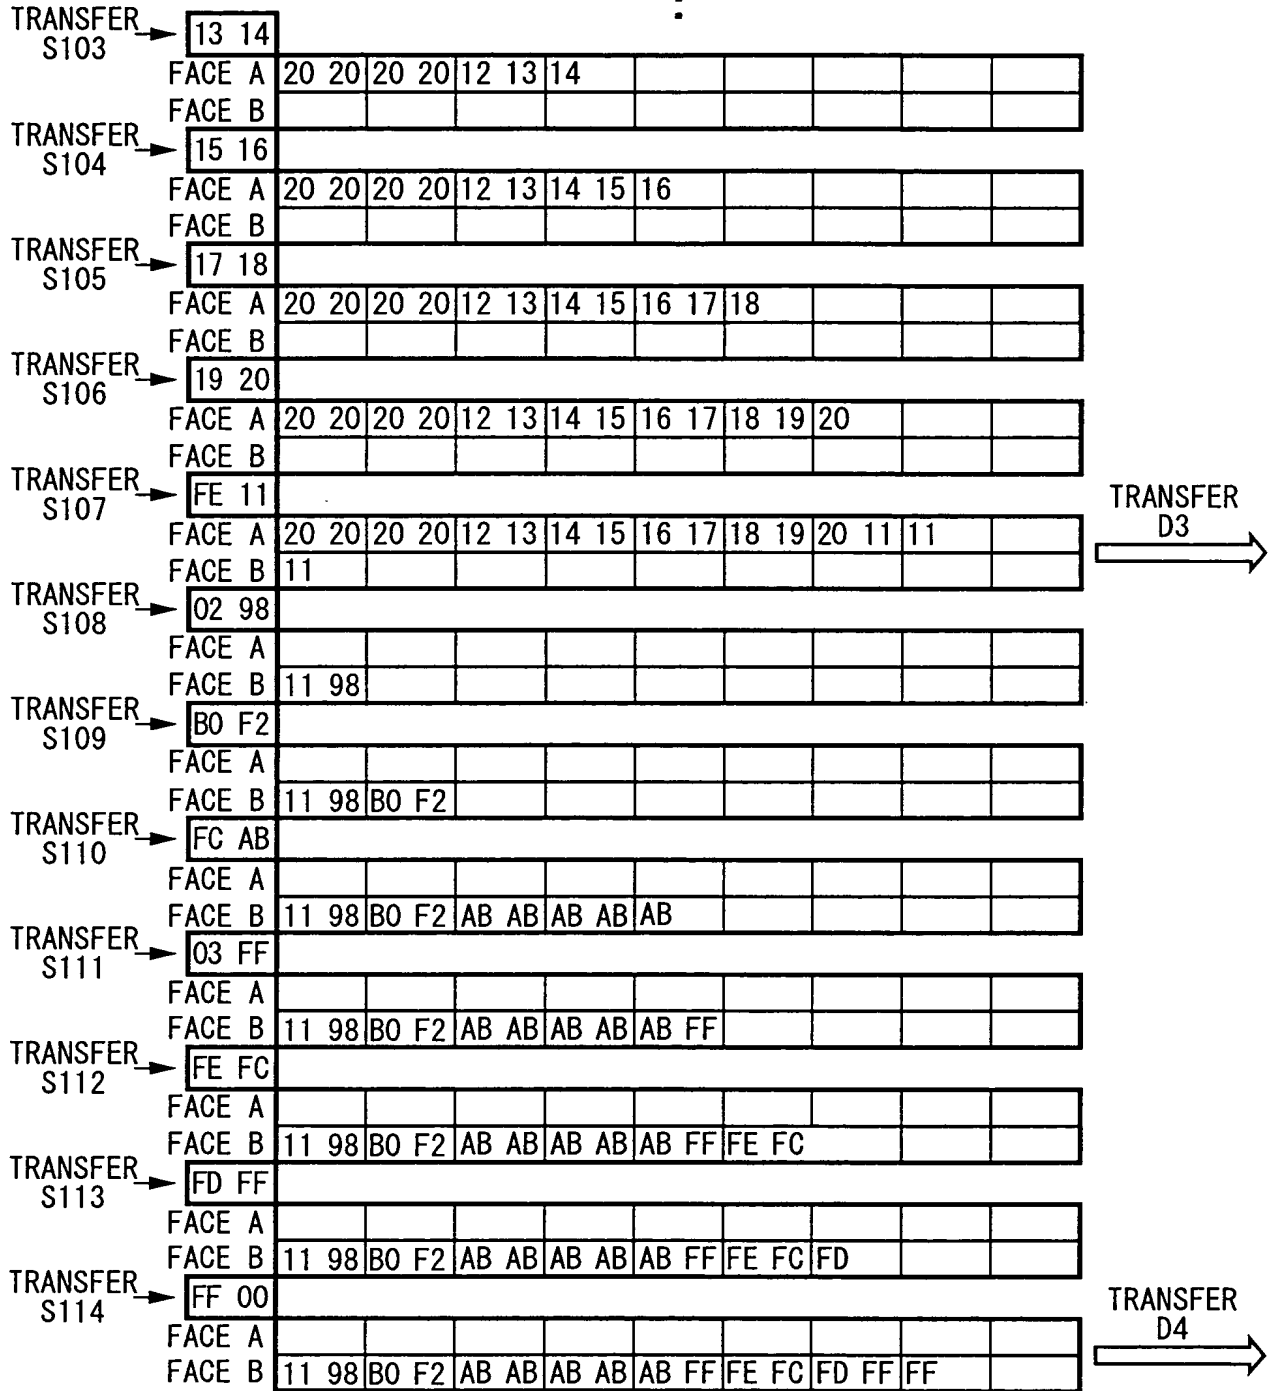 TRANSFER S103 13 14
FACE A 20 20 20 20 12 13 14
FACE B
TRANSFER S104 15 16
FACE A 20 20 20 20 12 13 14 15 16
FACE B
TRANSFER S105 17 18
FACE A 20 20 20 20 12 13 14 15 16 17 18
FACE B
TRANSFER S106 19 20
FACE A 20 20 20 20 12 13 14 15 16 17 18 19 20
FACE B
TRANSFER S107 FE 11
FACE A 20 20 20 20 12 13 14 15 16 17 18 19 20 11 11
FACE B 11
TRANSFER D3
TRANSFER S108 02 98
FACE A
FACE B 11 98
TRANSFER S109 B0 F2
FACE A
FACE B 11 98 B0 F2
TRANSFER S110 FC AB
FACE A
FACE B 11 98 B0 F2 AB AB AB AB AB
TRANSFER S111 03 FF
FACE A
FACE B 11 98 B0 F2 AB AB AB AB AB FF
TRANSFER S112 FE FC
FACE A
FACE B 11 98 B0 F2 AB AB AB AB AB FF FE FC
TRANSFER S113 FD FF
FACE A
FACE B 11 98 B0 F2 AB AB AB AB AB FF FE FC FD
TRANSFER S114 FF 00
FACE A
FACE B 11 98 B0 F2 AB AB AB AB AB FF FE FC FD FF FF
TRANSFER D4